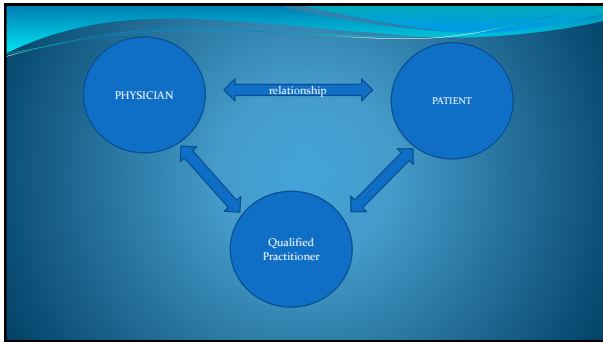 PHYSICIAN
relationship
PATIENT
Qualified
Practitioner